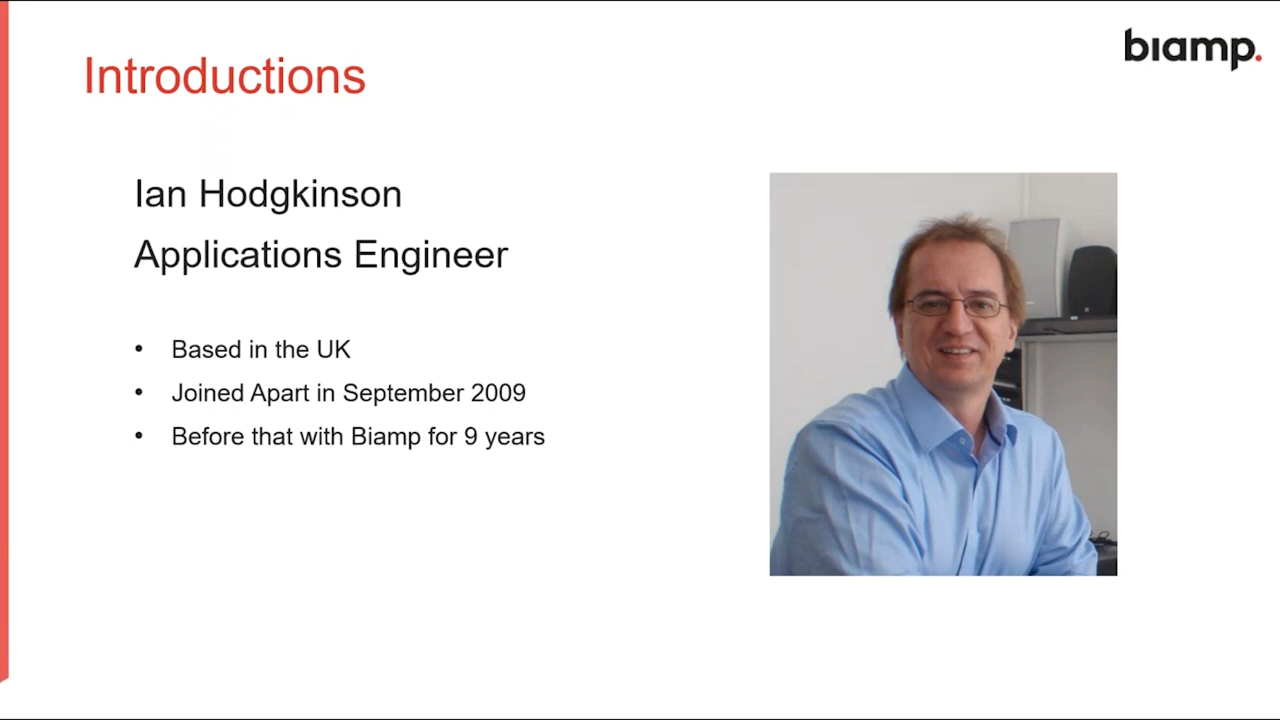 biamp.
Introductions
Ian Hodgkinson
Applications Engineer
• Based in the UK
• Joined Apart in September 2009
• Before that with Biamp for 9 years